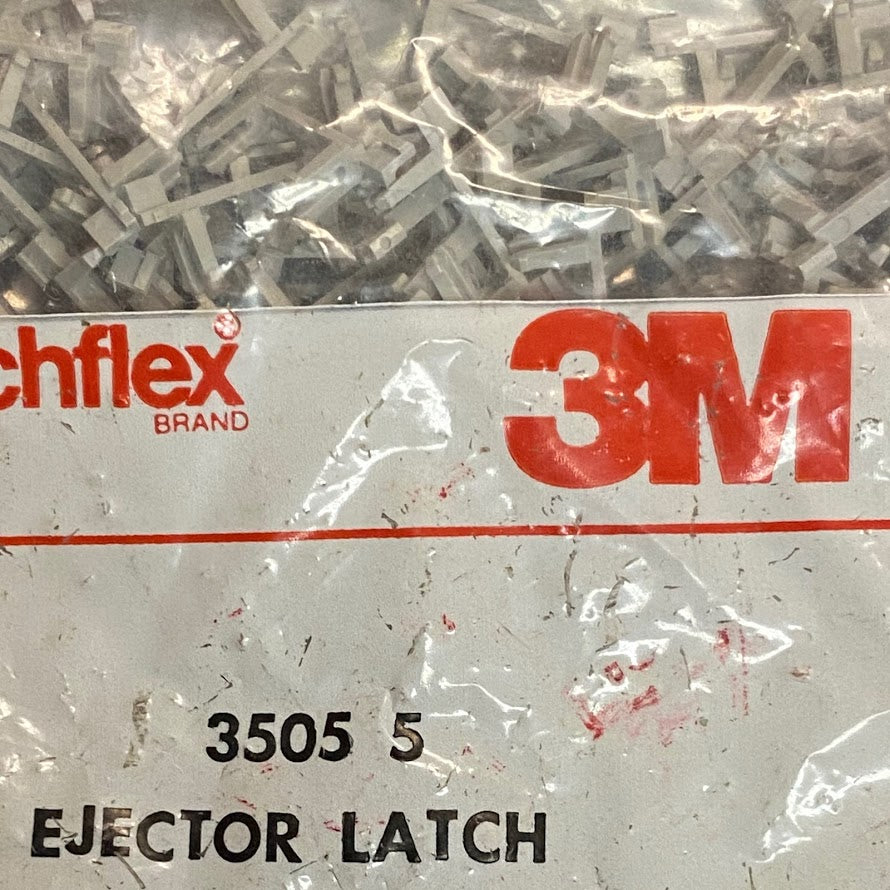 chflex®
3M
BRAND
3505 5
EJECTOR LATCH